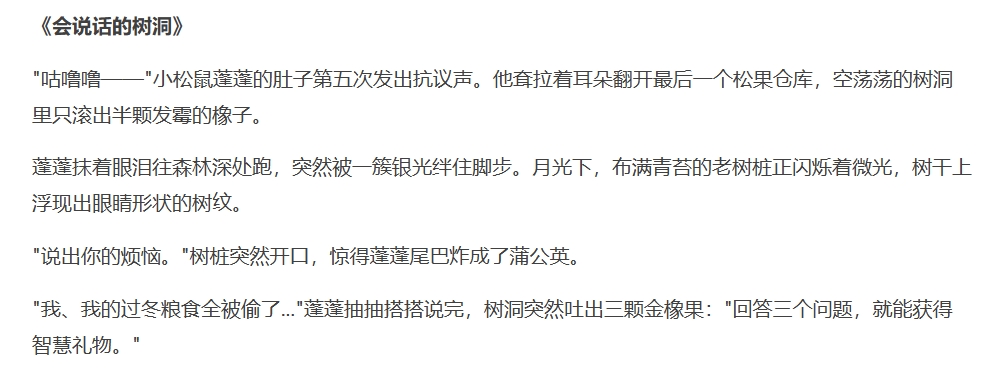 《会说话的树洞》
"咕噜噜——"小松鼠蓬蓬的肚子第五次发出抗议声。他耷拉着耳朵翻开最后一个松果仓库，空荡荡的树洞
里只滚出半颗发霉的橡子。
蓬蓬抹着眼泪往森林深处跑，突然被一簇银光绊住脚步。月光下，布满青苔的老树桩正闪烁着微光，树干上
浮现出眼睛形状的树纹。
"说出你的烦恼。"树桩突然开口，惊得蓬蓬尾巴炸成了蒲公英。
"我、我的过冬粮食全被偷了..."蓬蓬抽抽搭搭说完，树洞突然吐出三颗金橡果："回答三个问题，就能获得
智慧礼物。"